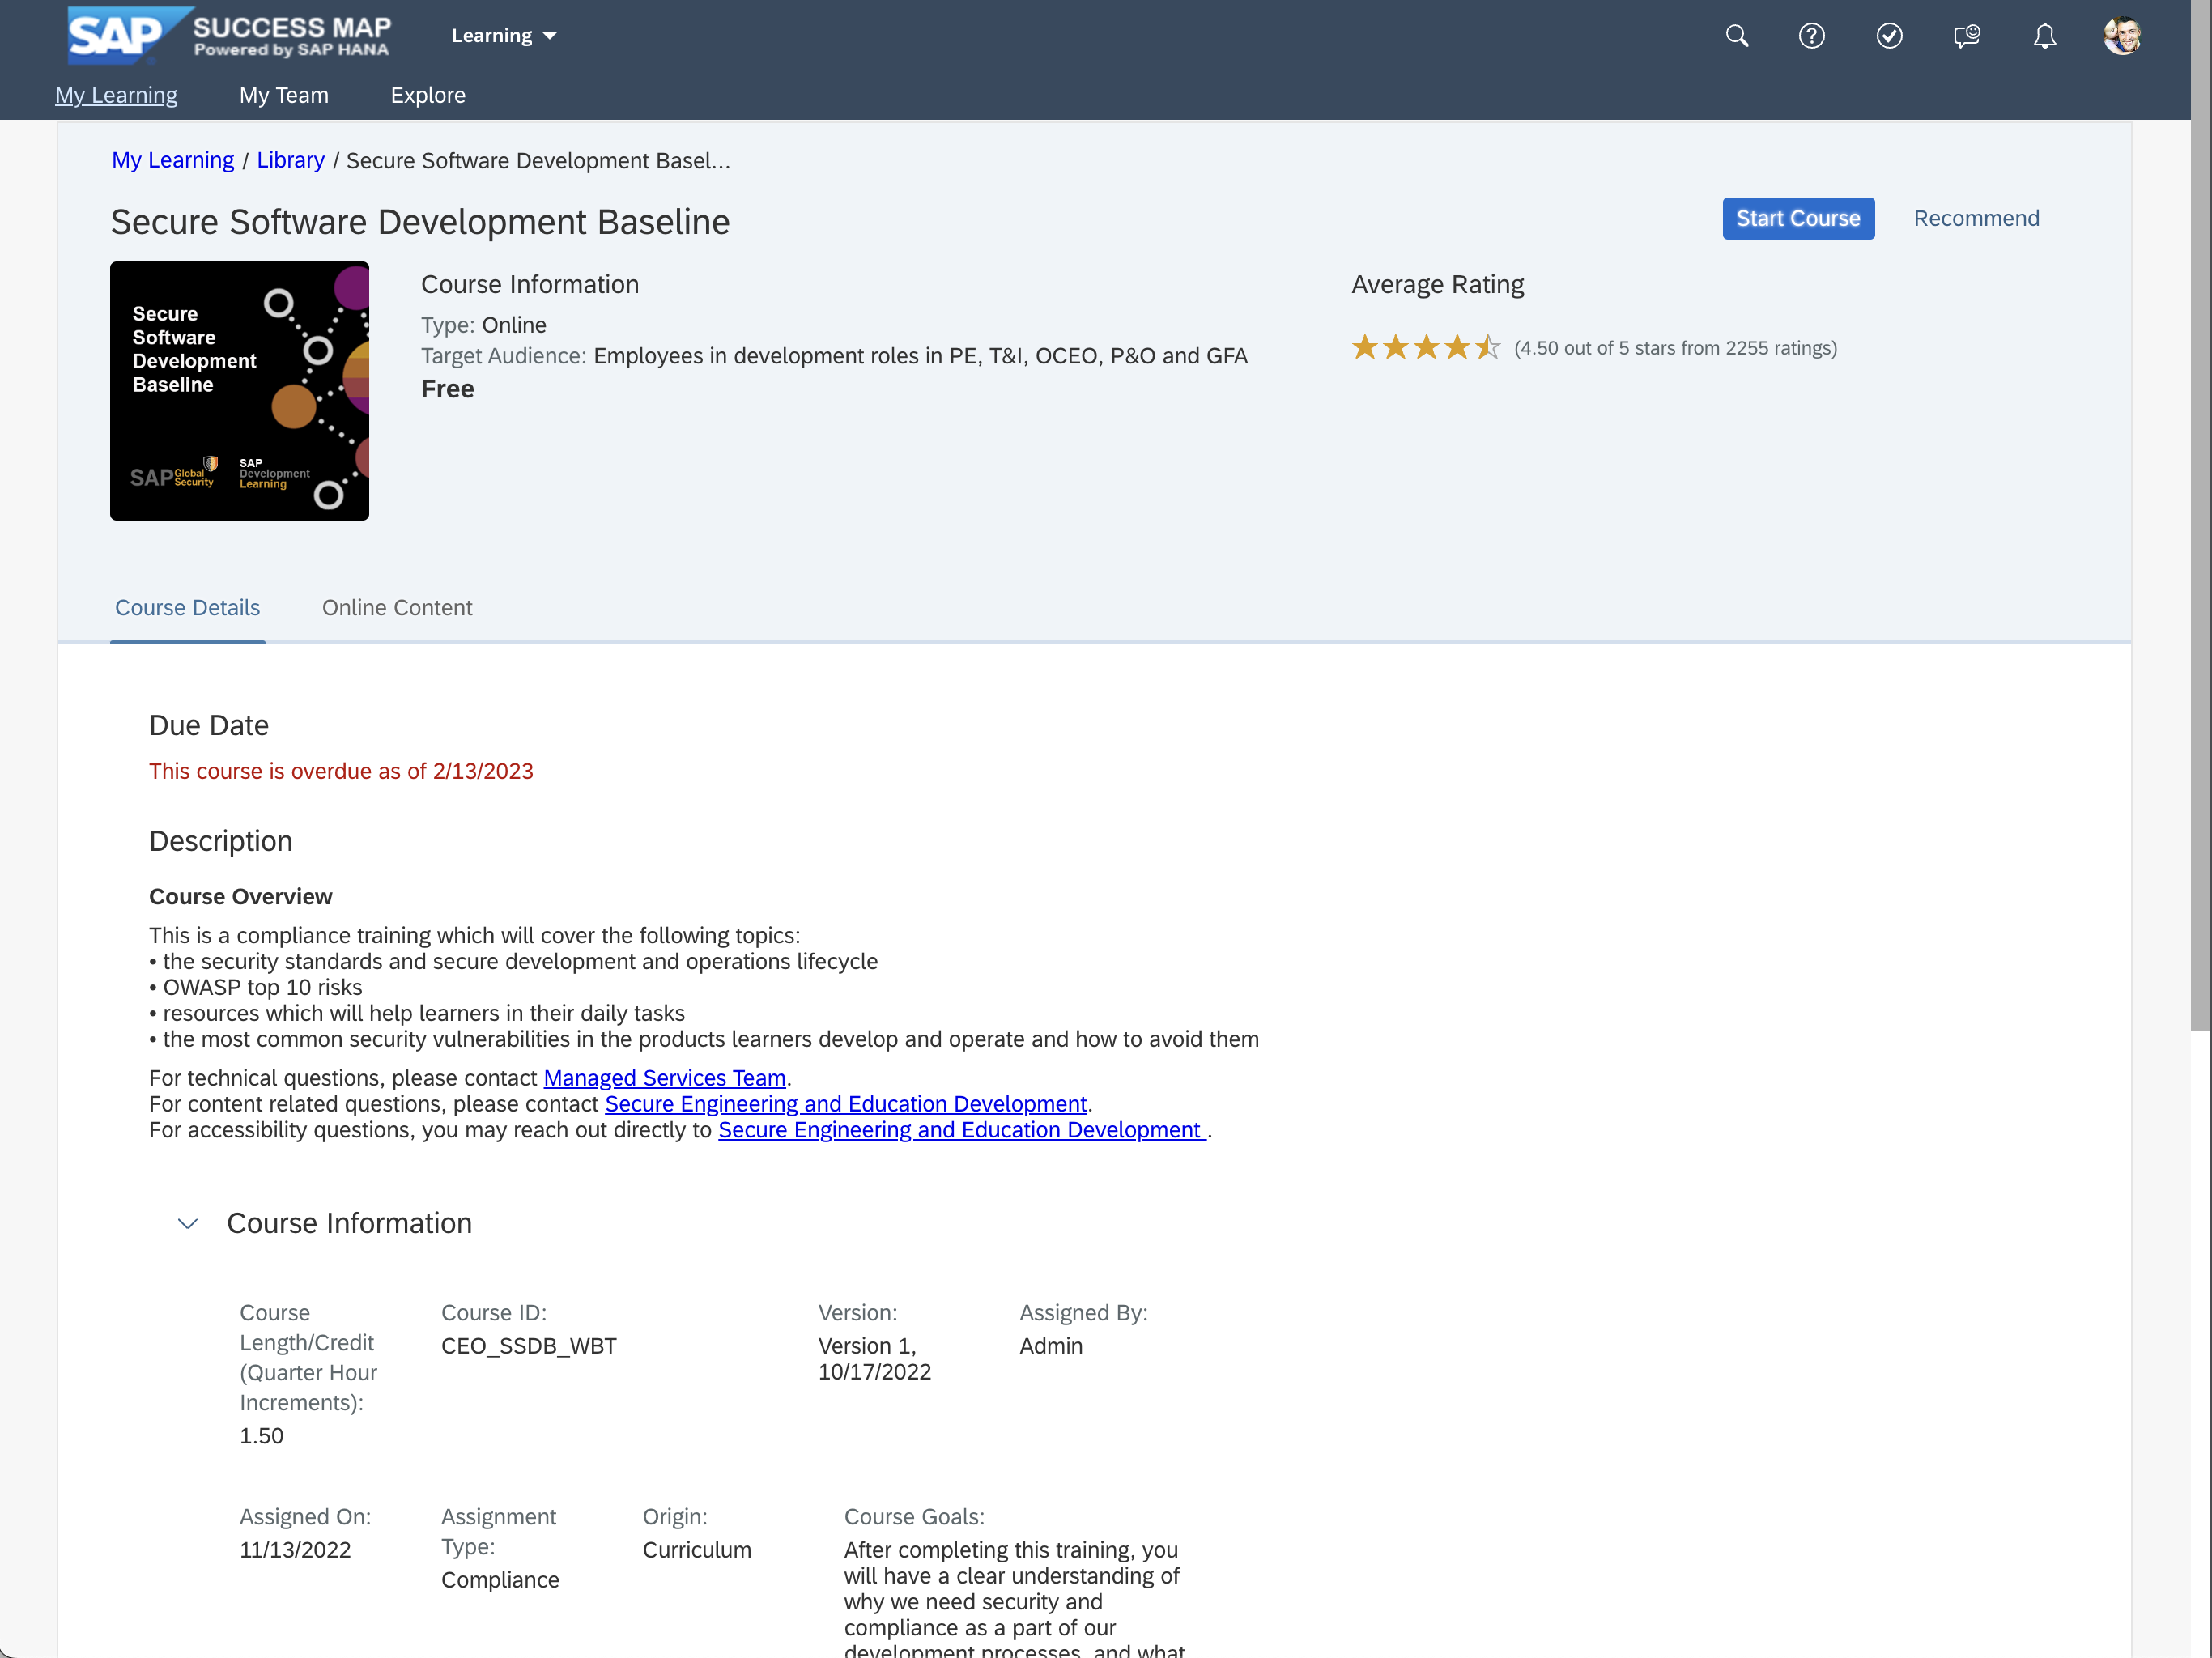 SAP SUCCESS MAP
Powered by SAP HANA
Learning
My Learning
My Team
Explore
My Learning / Library / Secure Software Development Basel...
Secure Software Development Baseline
Start Course
Recommend
Secure
Software
Development
Baseline
SAP Global
Security
SAP
Development
Learning
Course Information
Type: Online
Target Audience: Employees in development roles in PE, T&I, OCEO, P&O and GFA
Free
Average Rating
(4.50 out of 5 stars from 2255 ratings)
Course Details
Online Content
Due Date
This course is overdue as of 2/13/2023
Description
Course Overview
This is a compliance training which will cover the following topics:
• the security standards and secure development and operations lifecycle
• OWASP top 10 risks
• resources which will help learners in their daily tasks
• the most common security vulnerabilities in the products learners develop and operate and how to avoid them
For technical questions, please contact Managed Services Team.
For content related questions, please contact Secure Engineering and Education Development.
For accessibility questions, you may reach out directly to Secure Engineering and Education Development .
Course Information
Course
Length/Credit
(Quarter Hour
Increments):
1.50
Course ID:
CEO_SSDB_WBT
Version:
Version 1,
10/17/2022
Assigned By:
Admin
Assigned On:
11/13/2022
Assignment
Type:
Compliance
Origin:
Curriculum
Course Goals:
After completing this training, you
will have a clear understanding of
why we need security and
compliance as a part of our
development processes, and what